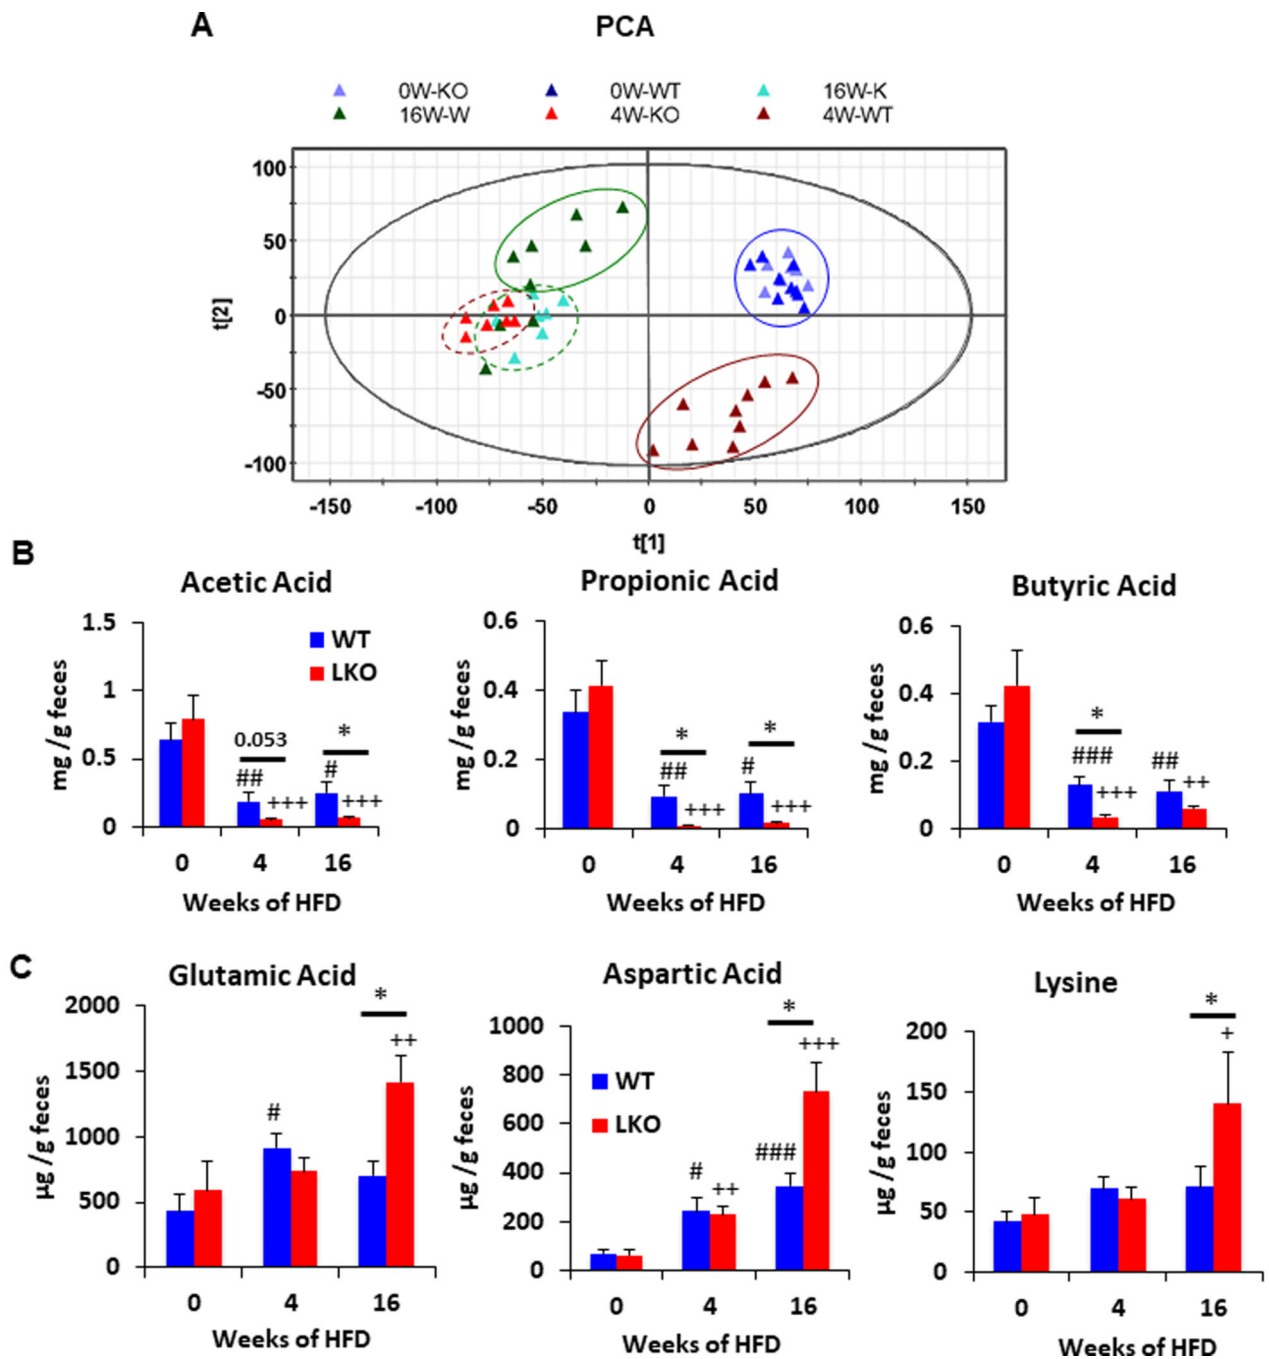 A
PCA
0W-KO 0W-WT 16W-K
16W-W 4W-KO 4W-WT
100
50
0
-50
-100
t[2]
-150 -100 -50 0 50 100 150
t[1]
B
Acetic Acid
1.5
1
0.5
0
mg /g feces
WT
LKO
0.053
*
##
+++
#
+++
0 4 16
Weeks of HFD
Propionic Acid
0.6
0.4
0.2
0
mg /g feces
*
*
##
+++
#
+++
0 4 16
Weeks of HFD
Butyric Acid
0.6
0.4
0.2
0
mg /g feces
*
###
+++
##
++
0 4 16
Weeks of HFD
C
Glutamic Acid
2000
1500
1000
500
0
µg /g feces
#
*
++
0 4 16
Weeks of HFD
Aspartic Acid
1000
800
600
400
200
0
µg /g feces
WT
LKO
#
++
###
*
+++
0 4 16
Weeks of HFD
Lysine
200
150
100
50
0
µg /g feces
*
+
0 4 16
Weeks of HFD